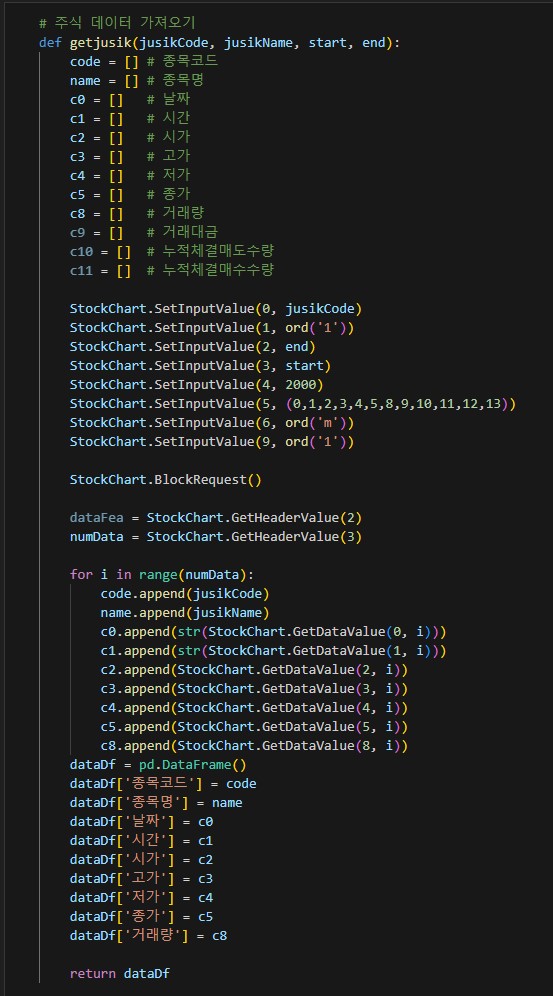 # 주식 데이터 가져오기
def getjusik(jusikCode, jusikName, start, end):
    code = [] # 종목코드
    name = [] # 종목명
    c0 = []   # 날짜
    c1 = []   # 시간
    c2 = []   # 시가
    c3 = []   # 고가
    c4 = []   # 저가
    c5 = []   # 종가
    c8 = []   # 거래량
    c9 = []   # 거래대금
    c10 = []  # 누적체결매도수량
    c11 = []  # 누적체결매수수량

    StockChart.SetInputValue(0, jusikCode)
    StockChart.SetInputValue(1, ord('1'))
    StockChart.SetInputValue(2, end)
    StockChart.SetInputValue(3, start)
    StockChart.SetInputValue(4, 2000)
    StockChart.SetInputValue(5, (0,1,2,3,4,5,8,9,10,11,12,13))
    StockChart.SetInputValue(6, ord('m'))
    StockChart.SetInputValue(9, ord('1'))

    StockChart.BlockRequest()

    dataFea = StockChart.GetHeaderValue(2)
    numData = StockChart.GetHeaderValue(3)

    for i in range(numData):
        code.append(jusikCode)
        name.append(jusikName)
        c0.append(str(StockChart.GetDataValue(0, i)))
        c1.append(str(StockChart.GetDataValue(1, i)))
        c2.append(StockChart.GetDataValue(2, i))
        c3.append(StockChart.GetDataValue(3, i))
        c4.append(StockChart.GetDataValue(4, i))
        c5.append(StockChart.GetDataValue(5, i))
        c8.append(StockChart.GetDataValue(8, i))
    dataDf = pd.DataFrame()
    dataDf['종목코드'] = code
    dataDf['종목명'] = name
    dataDf['날짜'] = c0
    dataDf['시간'] = c1
    dataDf['시가'] = c2
    dataDf['고가'] = c3
    dataDf['저가'] = c4
    dataDf['종가'] = c5
    dataDf['거래량'] = c8

    return dataDf